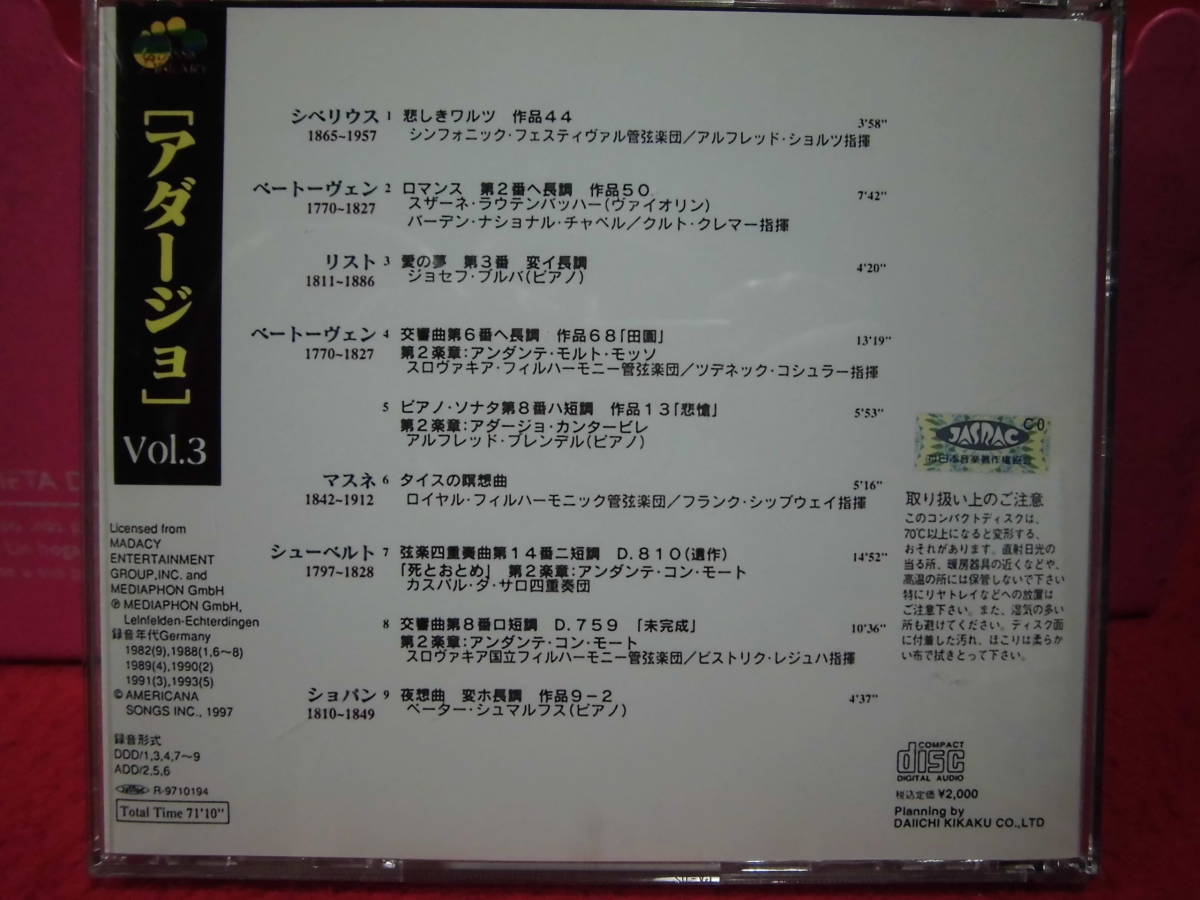 [アダージョ]
Vol.3
シベリウス 1 悲しきワルツ 作品44 3'58"
1865~1957 シンフォニック・フェスティヴァル管弦楽団/アルフレッド・ショルツ指揮
ベートーヴェン 2 ロマンス 第2番ヘ長調 作品50 7'42"
1770~1827 スザーネ・ラウテンバッハー(ヴァイオリン)
バーデン・ナショナル・チャペル/クルト・クレマー指揮
リスト 3 愛の夢 第3番 変イ長調 4'20"
1811~1886 ジョセフ・ブルバ(ピアノ)
ベートーヴェン 4 交響曲第6番ヘ長調 作品68「田園」 13'19"
1770~1827 第2楽章:アンダンテ・モルト・モッソ
スロヴァキア・フィルハーモニー管弦楽団/ツデネック・コシュラー指揮
5 ピアノ・ソナタ第8番ハ短調 作品13「悲愴」 5'53"
第2楽章:アダージョ・カンタービレ
アルフレッド・ブレンデル(ピアノ)
マスネ 6 タイスの瞑想曲 5'16"
1842~1912 ロイヤル・フィルハーモニック管弦楽団/フランク・シップウェイ指揮
シューベルト 7 弦楽四重奏曲第14番ニ短調 D.810(遺作) 14'52"
1797~1828 「死とおとめ」 第2楽章:アンダンテ・コン・モート
カスパル・ダ・サロ四重奏団
8 交響曲第8番ロ短調 D.759 「未完成」 10'36"
第2楽章:アンダンテ・コン・モート
スロヴァキア国立フィルハーモニー管弦楽団/ビストリク・レジュハ指揮
ショパン 9 夜想曲 変ホ長調 作品9-2 4'37"
1810~1849 ペーター・シュマルフス(ピアノ)
Licensed from
MADACY
ENTERTAINMENT
GROUP,INC. and
MEDIAPHON GmbH
℗ MEDIAPHON GmbH,
Leinfelden-Echterdingen
録音年代Germany
1982(9),1988(1,6~8)
1989(4),1990(2)
1991(3),1993(5)
© AMERICANA
SONGS INC., 1997
録音形式
DDD/1,3,4,7~9
ADD/2,5,6
R-9710194
Total Time 71'10"
C0
JASRAC
取り扱い上のご注意
このコンパクトディスクは、
70℃以上になると変形する、
おそれがあります。直射日光の
当る所、暖房器具の近くなどや、
高温の所には保管しないで下さい
特にリヤトレイなどへの放置は
ご注意下さい。また、湿気の多い
所も避けてください。ディスク面
に付着した汚れ、ほこりは柔らか
い布で拭きとって下さい。
COMPACT
disc
DIGITAL AUDIO
税込定価 ¥2,000
Planning by
DAIICHI KIKAKU CO.,LTD